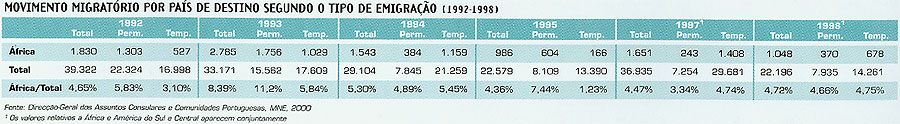 MOVIMENTO MIGRATÓRIO POR PAÍS DE DESTINO SEGUNDO O TIPO DE EMIGRAÇÃO (1992-1998)
1992 1993 1994 1995 1997¹ 1998¹
Total Perm. Temp. Total Perm. Temp. Total Perm. Temp. Total Perm. Temp. Total Perm. Temp. Total Perm. Temp.
África 1.830 1.303 527 2.785 1.756 1.029 1.543 384 1.159 986 604 166 1.651 243 1.408 1.048 370 678
Total 39.322 22.324 16.998 33.171 15.562 17.609 29.104 7.845 21.259 22.579 8.109 13.390 36.935 7.254 29.681 22.196 7.935 14.261
África/Total 4,65% 5,83% 3,10% 8,39% 11,2% 5,84% 5,30% 4,89% 5,45% 4,36% 7,44% 1,23% 4,47% 3,34% 4,74% 4,72% 4,66% 4,75%
Fonte: Direcção-Geral dos Assuntos Consulares e Comunidades Portuguesas, MNE, 2000
¹ Os valores relativos a África e América do Sul e Central aparecem conjuntamente